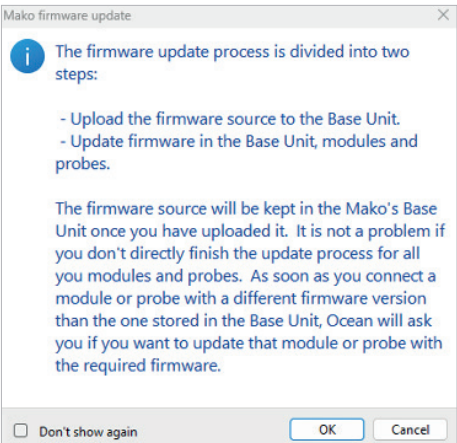 Mako firmware update
The firmware update process is divided into two
steps:
- Upload the firmware source to the Base Unit.
- Update firmware in the Base Unit, modules and
probes.
The firmware source will be kept in the Mako's Base
Unit once you have uploaded it. It is not a problem if
you don't directly finish the update process for all
you modules and probes. As soon as you connect a
module or probe with a different firmware version
than the one stored in the Base Unit, Ocean will ask
you if you want to update that module or probe with
the required firmware.
Don't show again
OK
Cancel